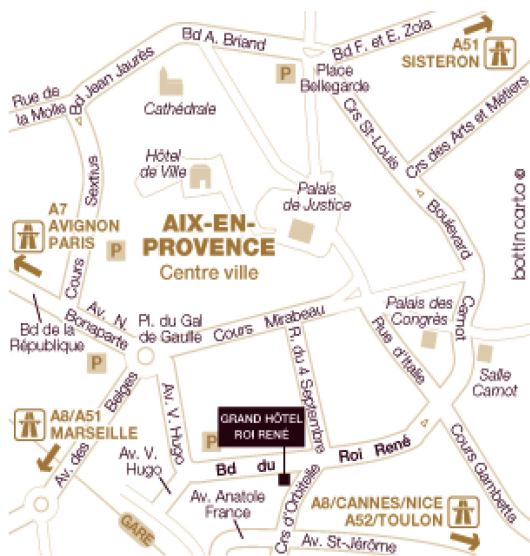 Bd A. Briand
Bd F. et E. Zola
A51
SISTERON
P
Place
Bellegarde
Rue de
la Molle
Bd Jean Jaurès
Cathédrale
Crs St-Louis
Crs des Arts et Métiers
Hôtel
de Ville
Sextius
Cours
Palais
de Justice
Boulevard
Carnot
bottin carto ©
A7
AVIGNON
PARIS
P
AIX-EN-
PROVENCE
Centre ville
Av. N.
Bonaparte
Pl. du Gal
de Gaulle
Cours Mirabeau
Palais des
Congrès
Bd de la
République
P
R. du 4 Septembre
Rue d'Italie
Salle
Carnot
A8/A51
MARSEILLE
Av. des Belges
Av. V. Hugo
P
GRAND HÔTEL
ROI RENÉ
Av. V.
Hugo
Bd du Roi René
Cours Gambetta
Av. Anatole
France
Crs d'Orbitelle
A8/CANNES/NICE
A52/TOULON
GARE
Av. St-Jérôme